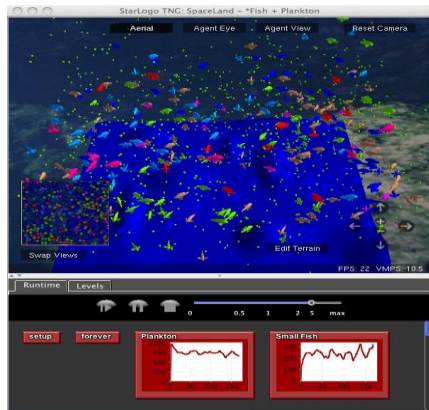 StarLogo TNG: SpaceLand - *Fish + Plankton
Aerial Agent Eye Agent View Reset Camera
Edit Terrain
Swap Views
FPS: 22 VMPS: 10.5
Runtime Levels
0 0.5 1 2 5 max
setup forever Plankton Small Fish